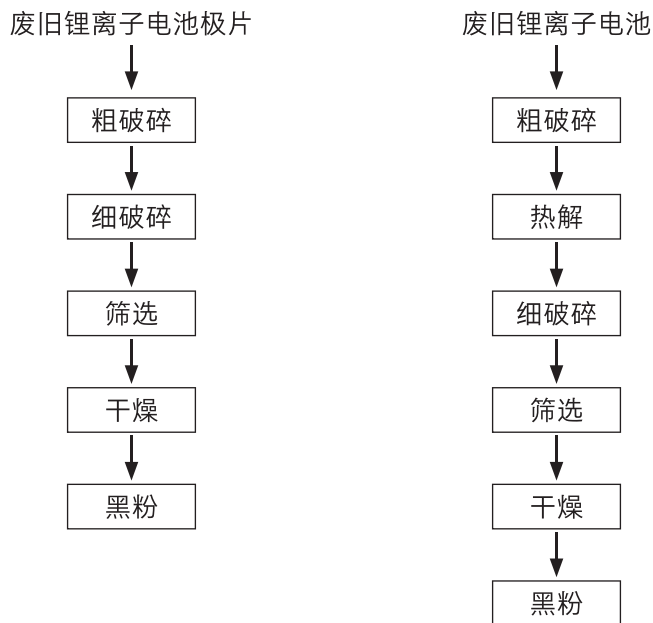 废旧锂离子电池极片
粗破碎
细破碎
筛选
干燥
黑粉
废旧锂离子电池
粗破碎
热解
细破碎
筛选
干燥
黑粉